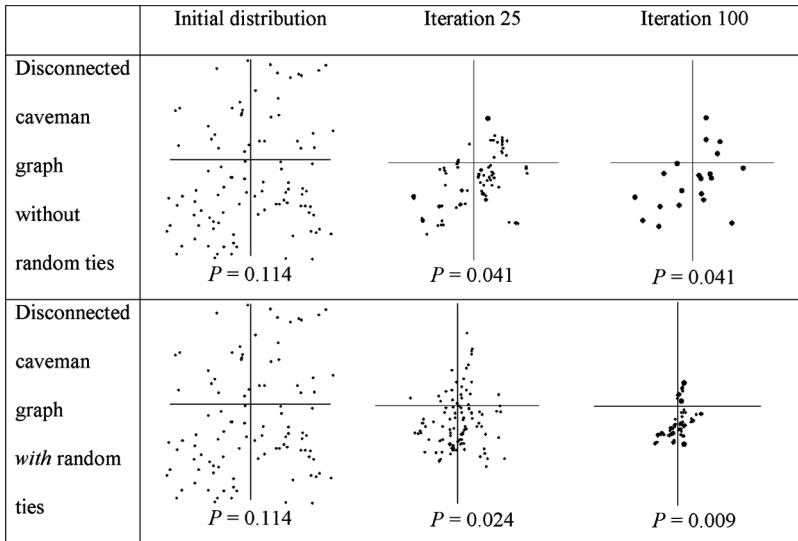 Initial distribution Iteration 25 Iteration 100
Disconnected
caveman
graph
without
random ties
P = 0.114 P = 0.041 P = 0.041
Disconnected
caveman
graph
with random
ties
P = 0.114 P = 0.024 P = 0.009